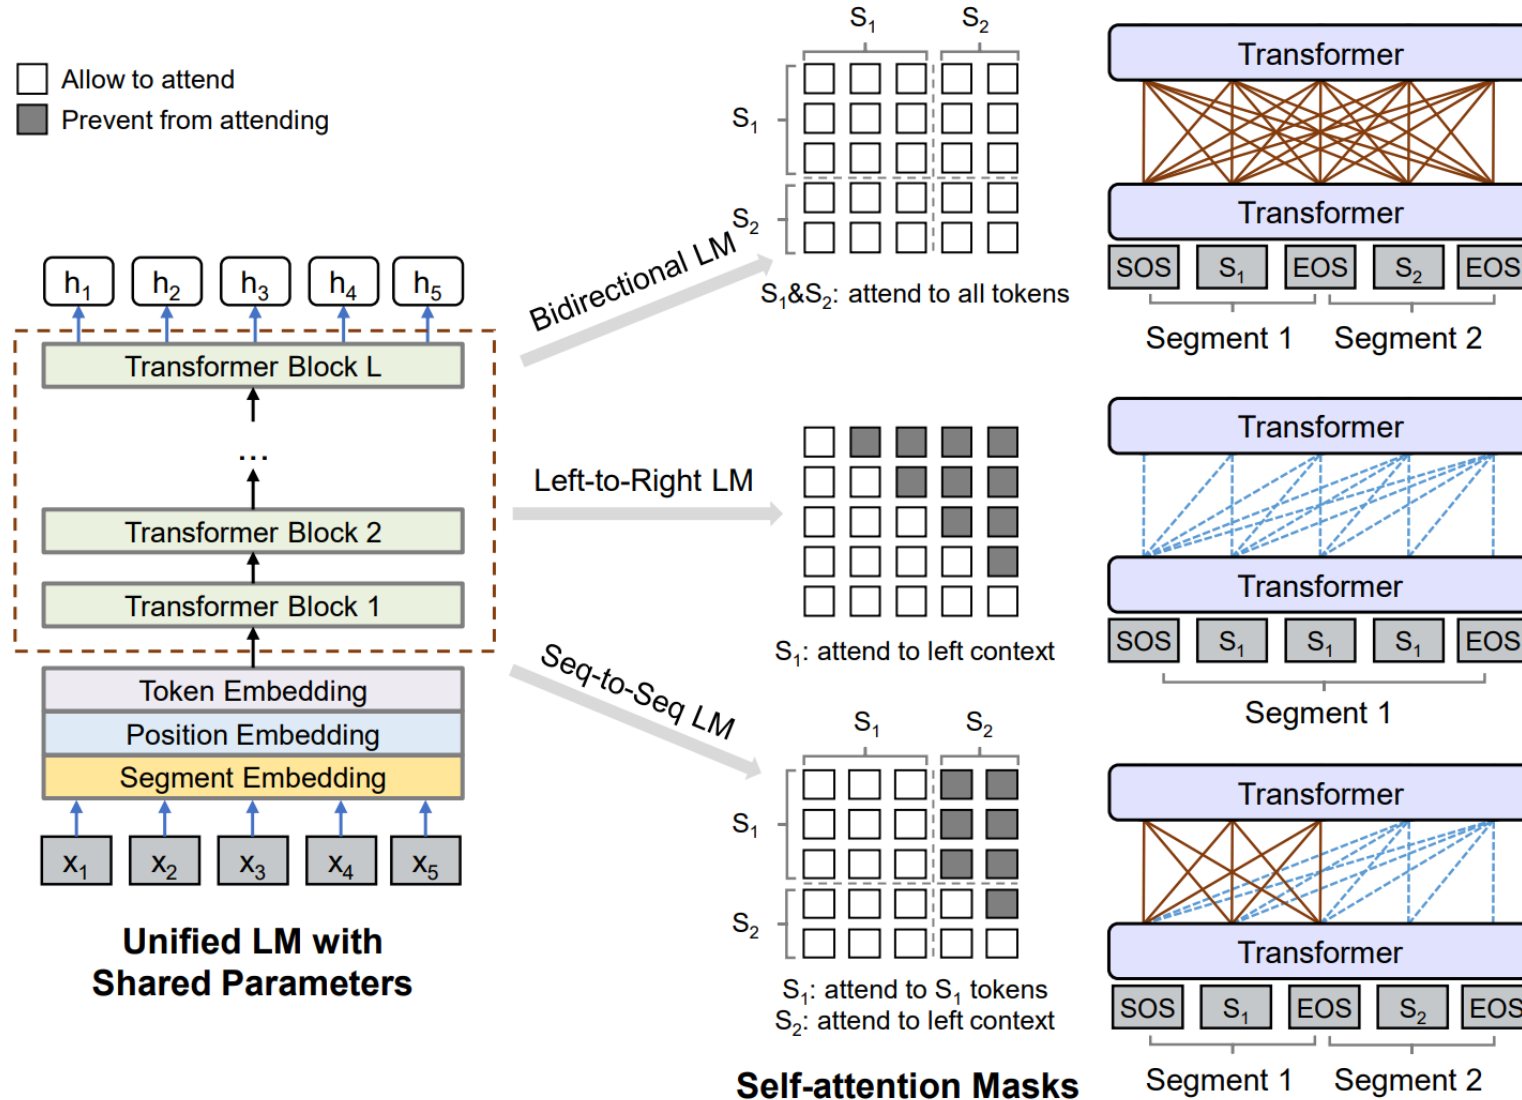 Allow to attend
Prevent from attending
h₁ h₂ h₃ h₄ h₅
Transformer Block L
...
Transformer Block 2
Transformer Block 1
Token Embedding
Position Embedding
Segment Embedding
x₁ x₂ x₃ x₄ x₅
Unified LM with
Shared Parameters
Bidirectional LM
Left-to-Right LM
Seq-to-Seq LM
S₁ S₂
S₁
S₂
S₁&S₂: attend to all tokens
S₁: attend to left context
S₁ S₂
S₁
S₂
S₁: attend to S₁ tokens
S₂: attend to left context
Self-attention Masks
Transformer
Transformer
SOS S₁ EOS S₂ EOS
Segment 1 Segment 2
Transformer
Transformer
SOS S₁ S₁ S₁ EOS
Segment 1
Transformer
Transformer
SOS S₁ EOS S₂ EOS
Segment 1 Segment 2